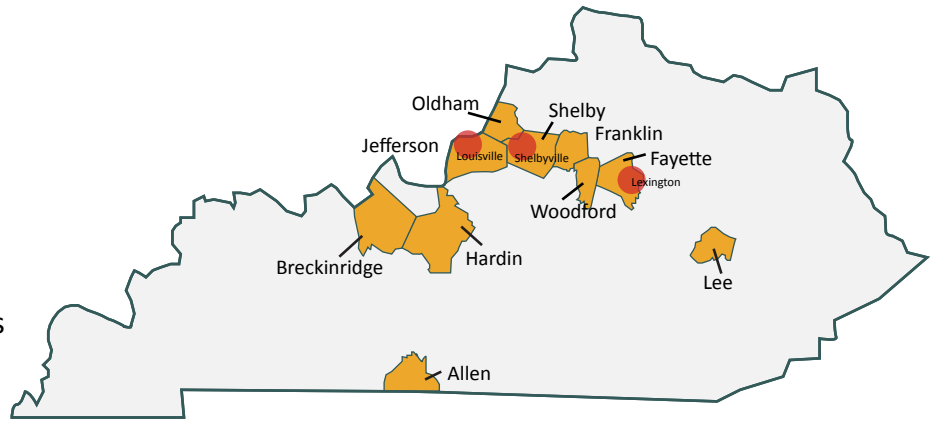 Oldham
Shelby
Jefferson
Franklin
Louisville
Shelbyville
Fayette
Lexington
Woodford
Breckinridge
Hardin
Lee
s
Allen